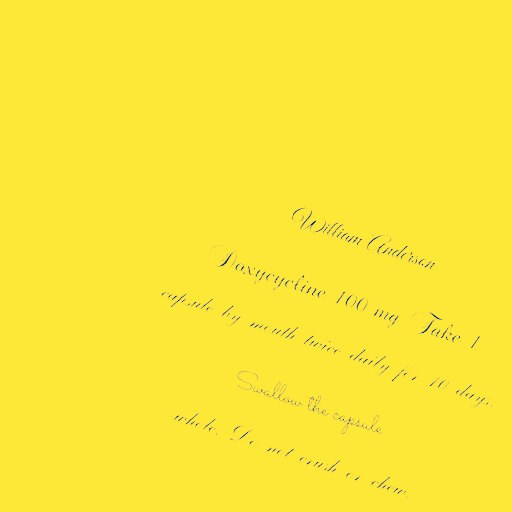 William Anderson
Doxycycline 100 mg Take 1
capsule by mouth twice daily for 10 days.
Swallow the capsule
whole. Do not crush or chew.